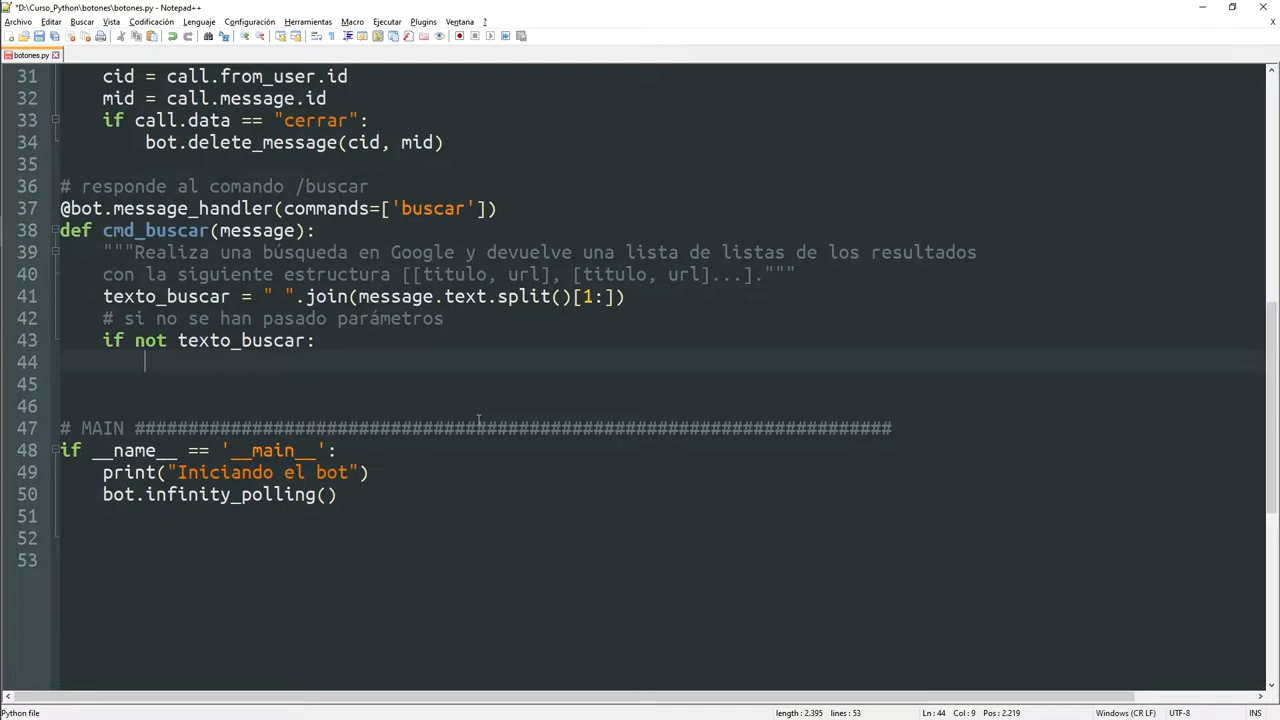 *D:\Curso_Python\botones\botones.py - Notepad++
Archivo Editar Buscar Vista Codificación Lenguaje Configuración Herramientas Macro Ejecutar Plugins Ventana ?
botones.py
31 cid = call.from_user.id
32 mid = call.message.id
33 if call.data == "cerrar":
34 bot.delete_message(cid, mid)
35
36 # responde al comando /buscar
37 @bot.message_handler(commands=['buscar'])
38 def cmd_buscar(message):
39 """Realiza una búsqueda en Google y devuelve una lista de listas de los resultados
40 con la siguiente estructura [[titulo, url], [titulo, url]...]."""
41 texto_buscar = " ".join(message.text.split()[1:])
42 # si no se han pasado parámetros
43 if not texto_buscar:
44
45
46
47 # MAIN #######################################################################
48 if __name__ == '__main__':
49 print("Iniciando el bot")
50 bot.infinity_polling()
51
52
53
Python file length : 2.395 lines : 53 Ln : 44 Col : 9 Pos : 2.219 Windows (CR LF) UTF-8 INS